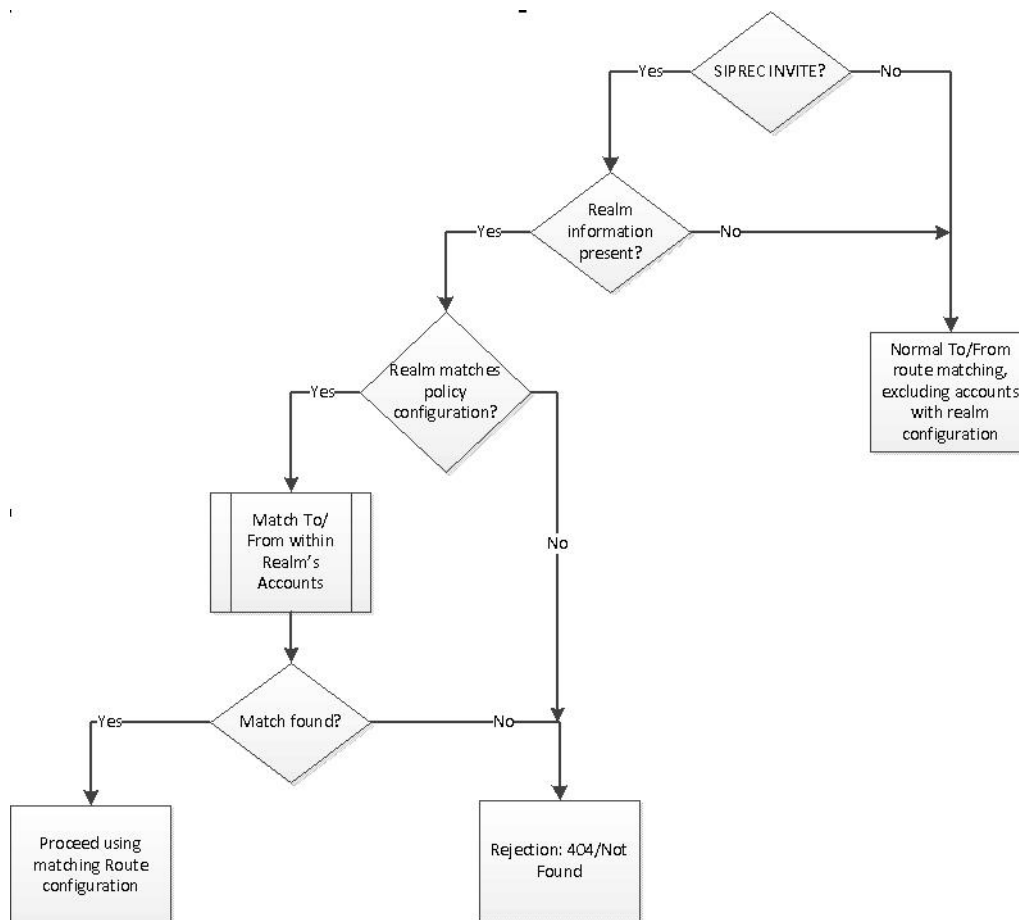 Yes
SIPREC INVITE?
No
Realm
information
present?
Yes
No
Realm matches
policy
configuration?
Yes
No
Normal To/From
route matching,
excluding accounts
with realm
configuration
Match To/
From within
Realm's
Accounts
Match found?
Yes
No
Proceed using
matching Route
configuration
Rejection: 404/Not
Found